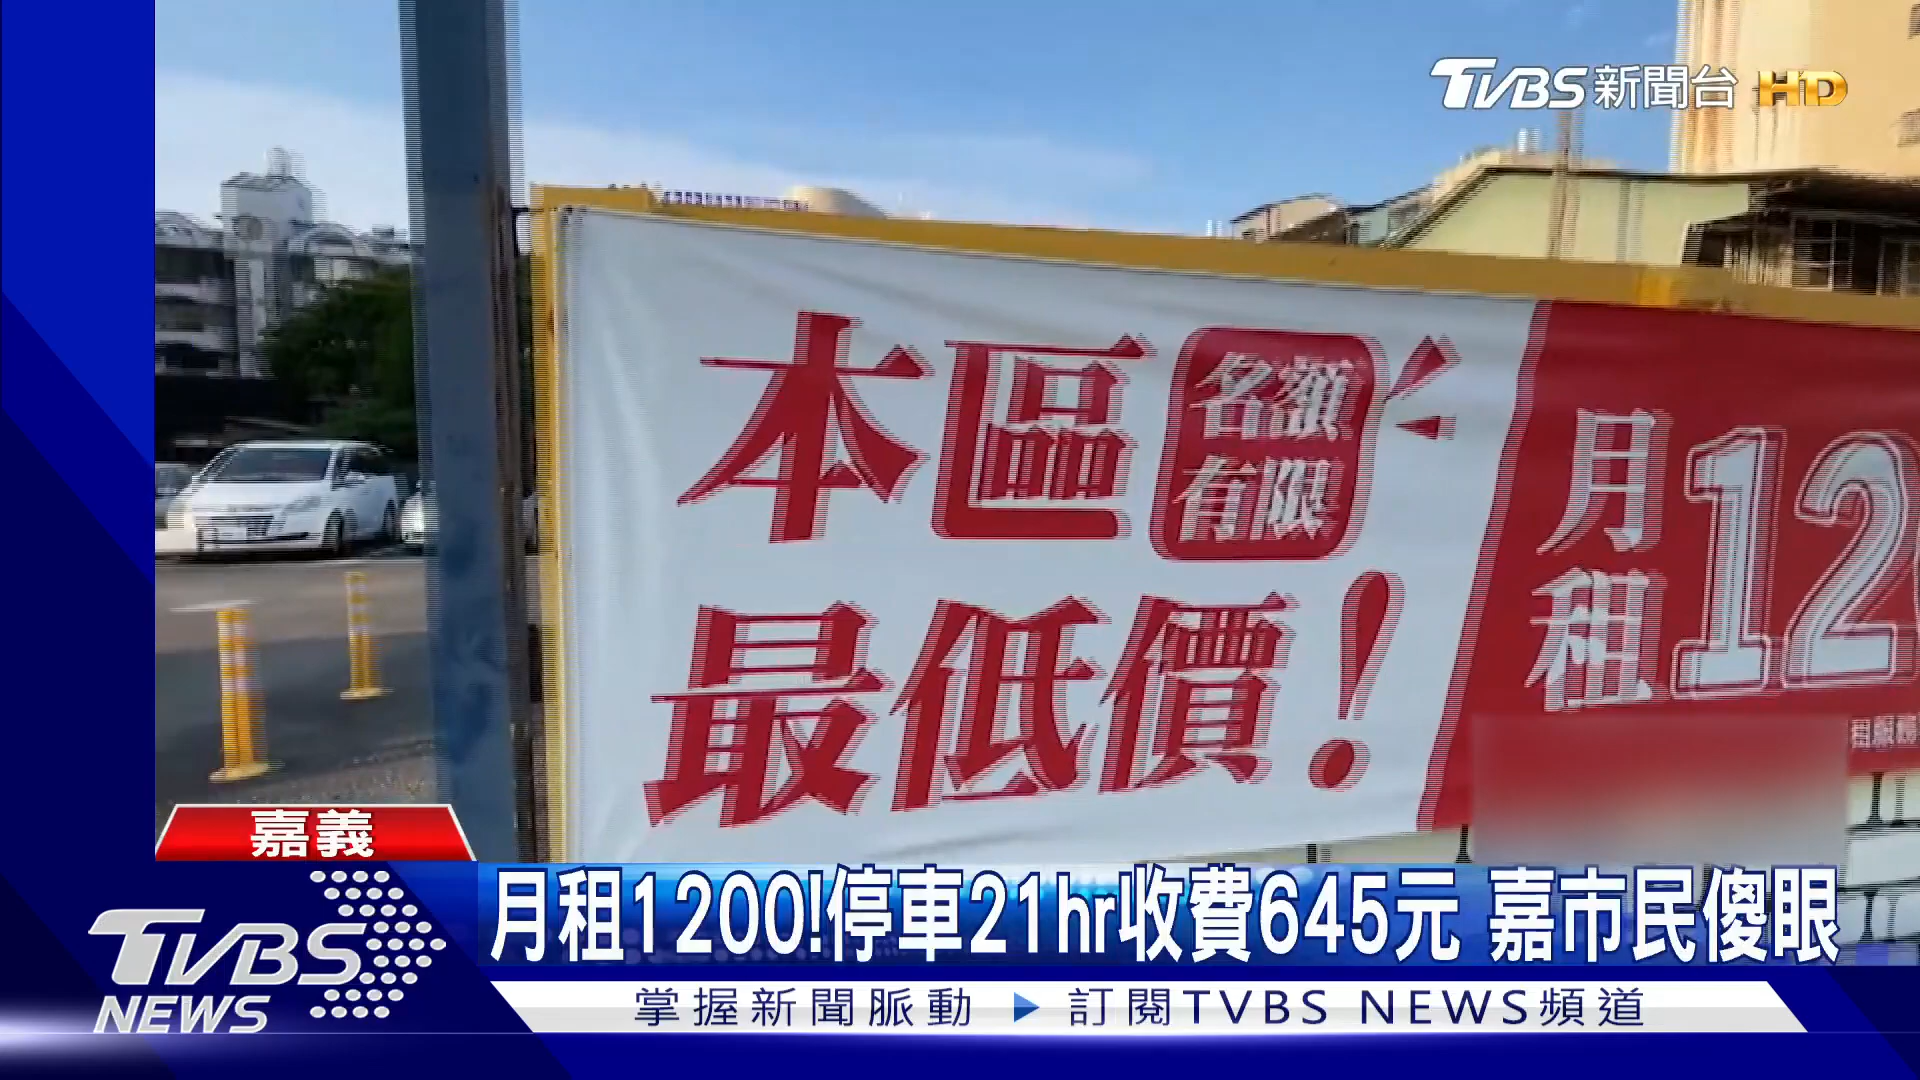 TVBS新聞台 HD
本區 名額有限
最低價!
月租 12
嘉義
月租1200!停車21hr收費645元 嘉市民傻眼
TVBS NEWS
掌握新聞脈動 ▶ 訂閱TVBS NEWS頻道